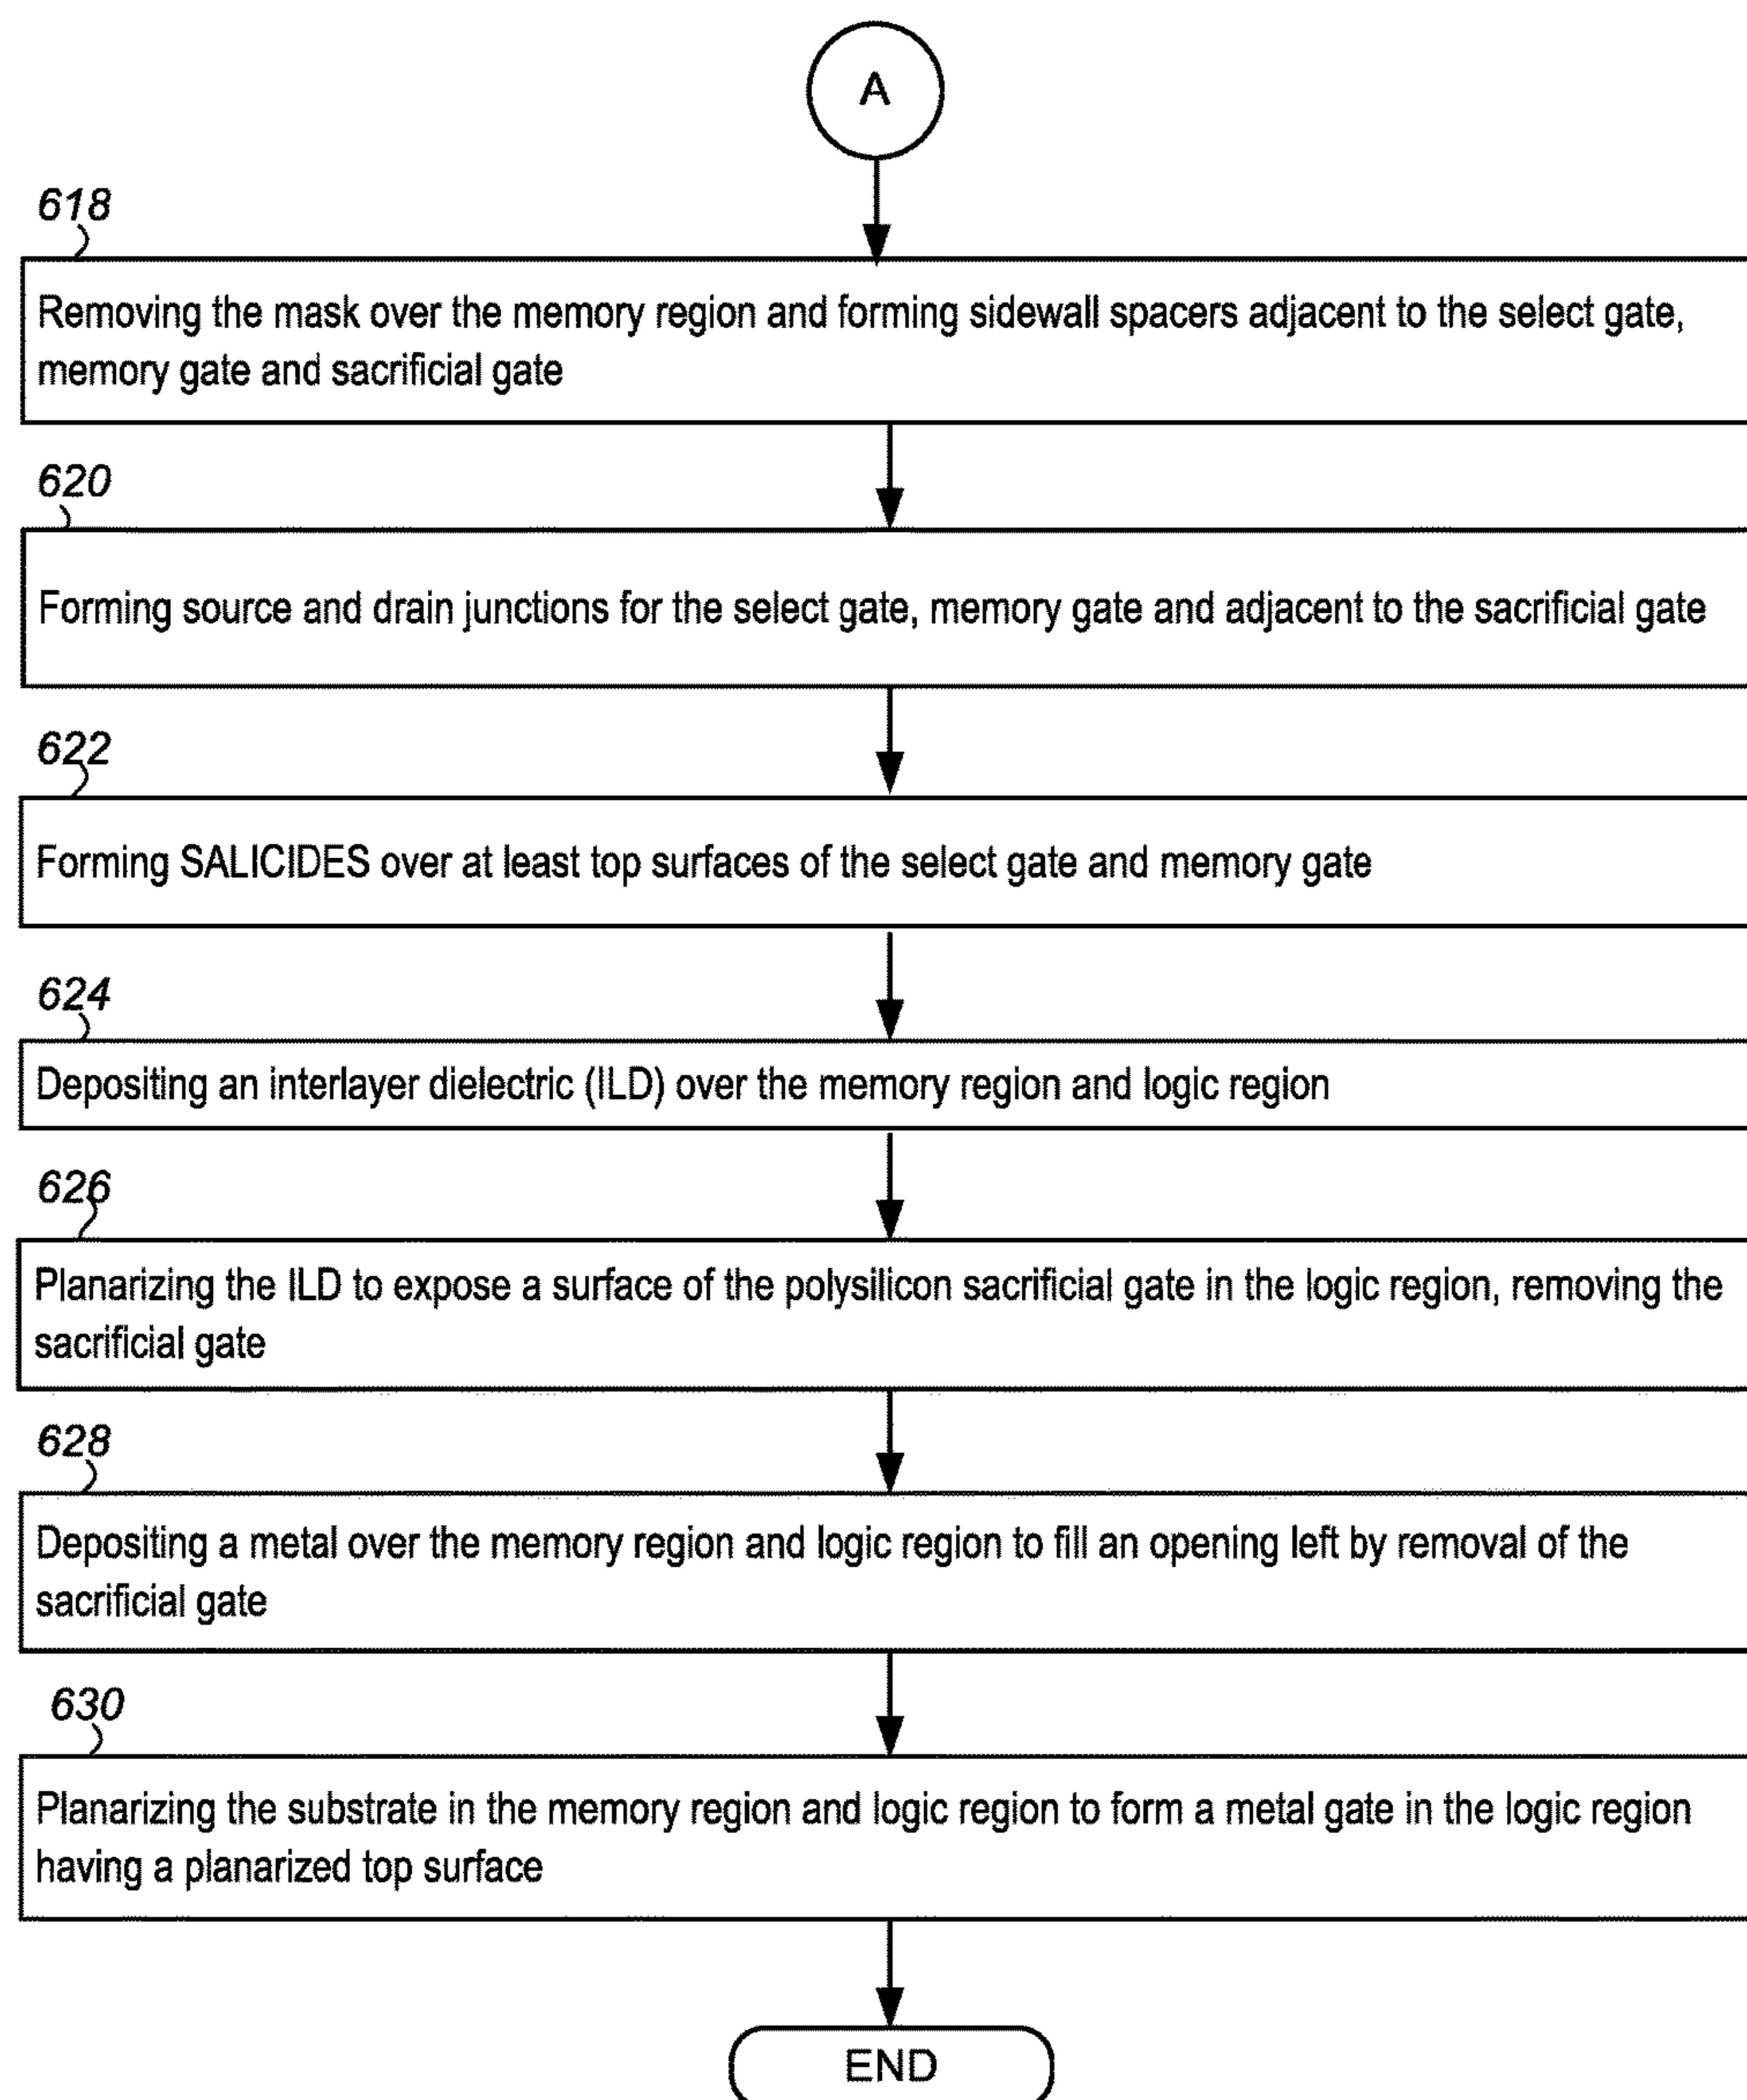 A
618
Removing the mask over the memory region and forming sidewall spacers adjacent to the select gate,
memory gate and sacrificial gate
620
Forming source and drain junctions for the select gate, memory gate and adjacent to the sacrificial gate
622
Forming SALICIDES over at least top surfaces of the select gate and memory gate
624
Depositing an interlayer dielectric (ILD) over the memory region and logic region
626
Planarizing the ILD to expose a surface of the polysilicon sacrificial gate in the logic region, removing the
sacrificial gate
628
Depositing a metal over the memory region and logic region to fill an opening left by removal of the
sacrificial gate
630
Planarizing the substrate in the memory region and logic region to form a metal gate in the logic region
having a planarized top surface
END